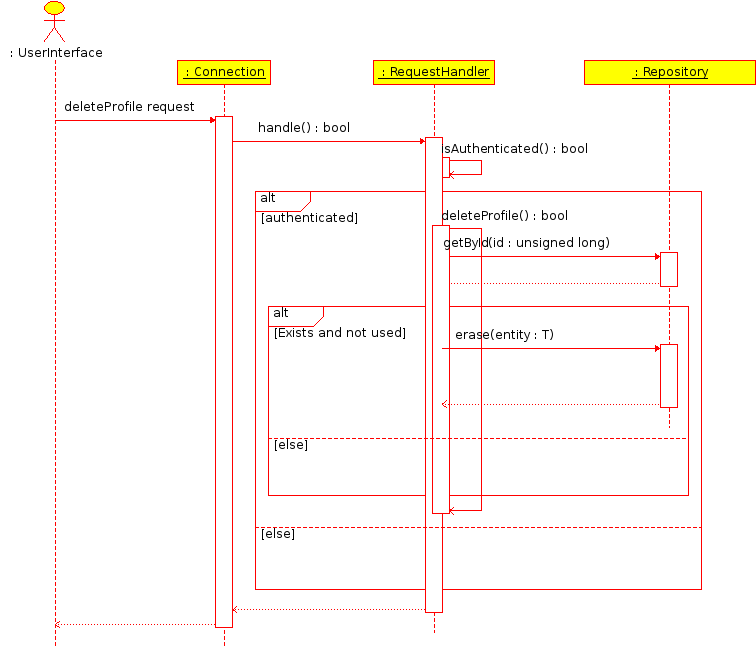 : UserInterface
: Connection
: RequestHandler
: Repository
deleteProfile request
handle() : bool
isAuthenticated() : bool
alt
[authenticated]
deleteProfile() : bool
getById(id : unsigned long)
alt
[Exists and not used]
erase(entity : T)
[else]
[else]